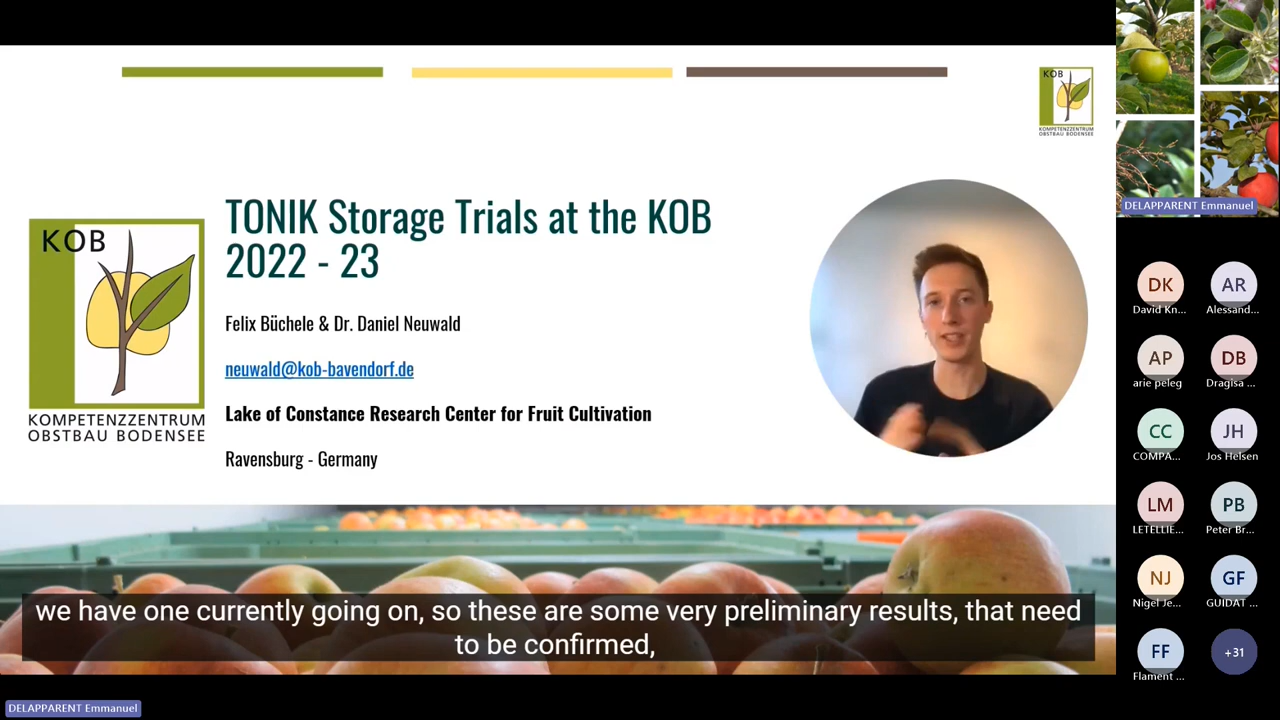 KOB
KOMPETENZZENTRUM
OBSTBAU BODENSEE
KOB
KOMPETENZZENTRUM
OBSTBAU BODENSEE
TONIK Storage Trials at the KOB
2022 - 23
Felix Büchele & Dr. Daniel Neuwald
neuwald@kob-bavendorf.de
Lake of Constance Research Center for Fruit Cultivation
Ravensburg - Germany
we have one currently going on, so these are some very preliminary results, that need
to be confirmed,
DELAPPARENT Emmanuel
DELAPPARENT Emmanuel
DK
AR
David Kn...
Alessand...
AP
DB
arie peleg
Dragisa ...
CC
JH
COMPA...
Jos Helsen
LM
PB
LETELLIE...
Peter Br...
NJ
GF
Nigel Je...
GUIDAT ...
FF
+31
Flament ...